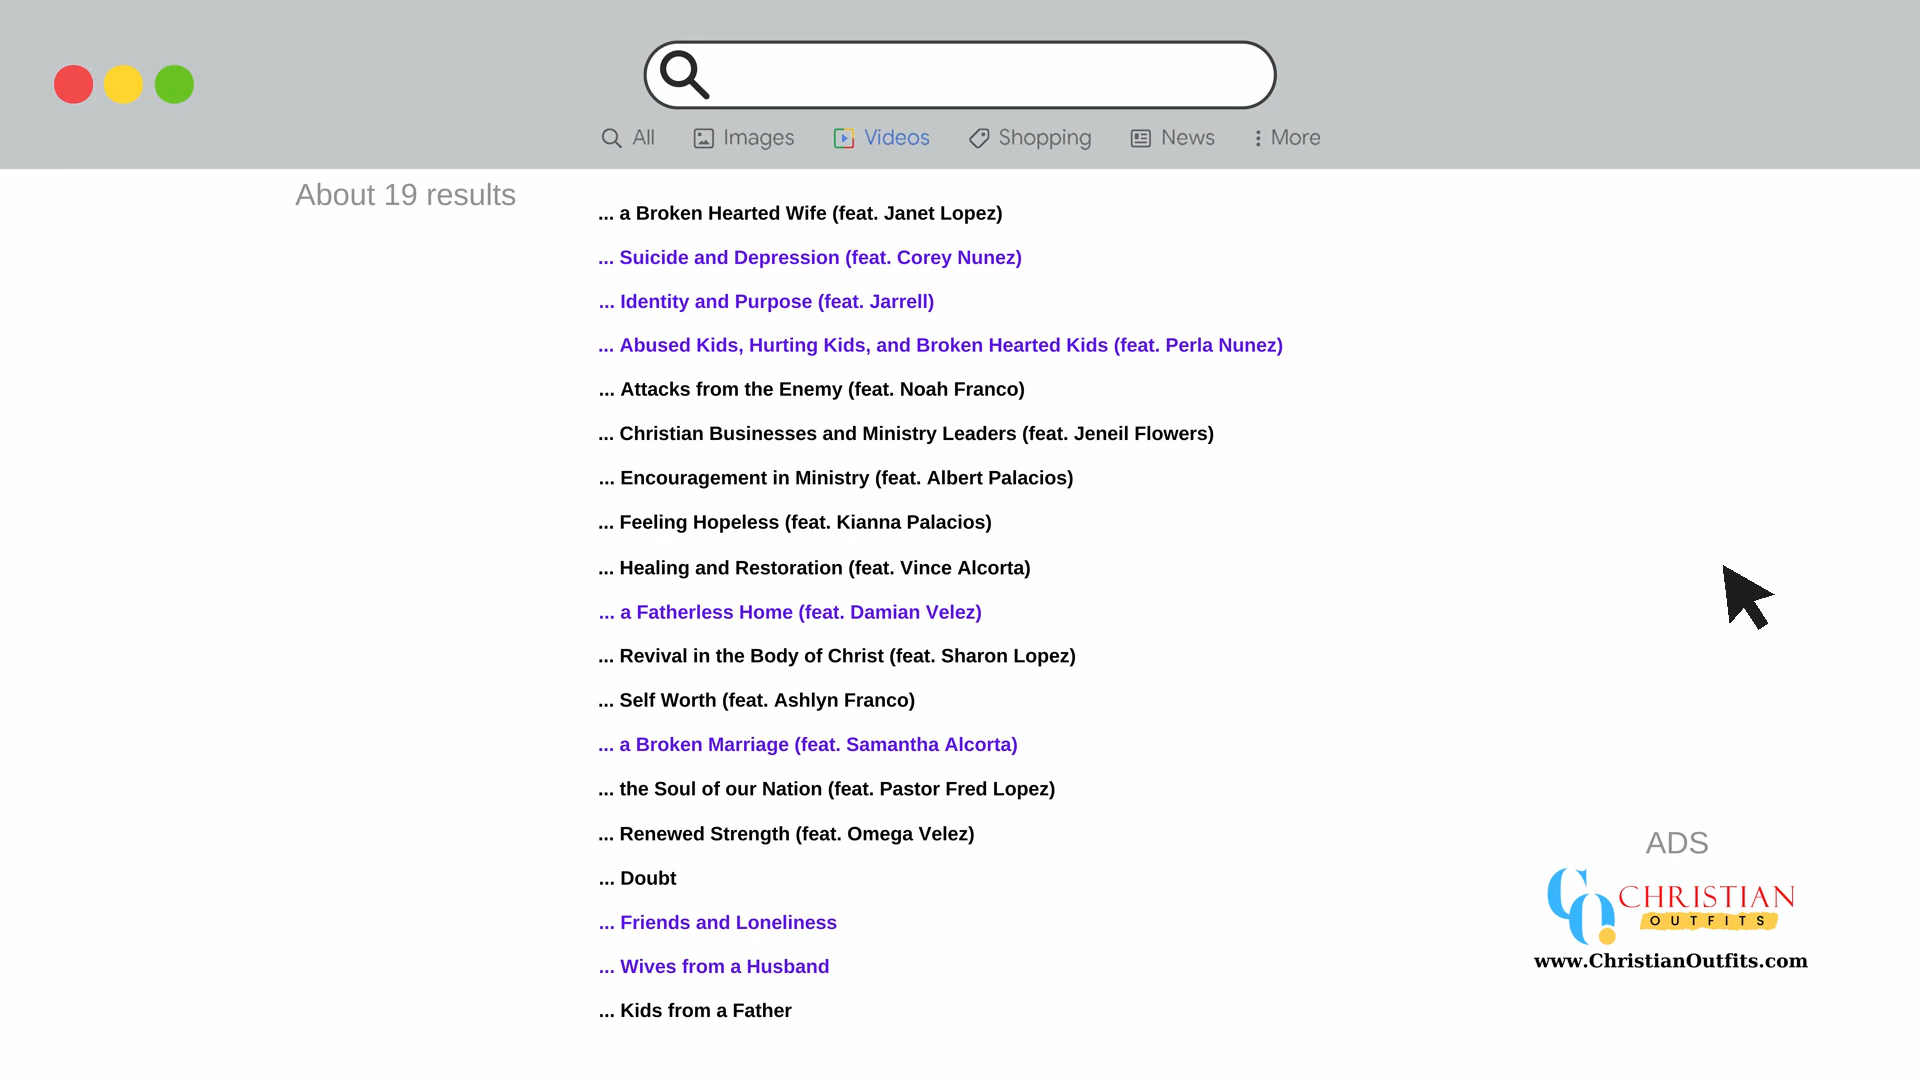 All Images Videos Shopping News More
About 19 results
... a Broken Hearted Wife (feat. Janet Lopez)
... Suicide and Depression (feat. Corey Nunez)
... Identity and Purpose (feat. Jarrell)
... Abused Kids, Hurting Kids, and Broken Hearted Kids (feat. Perla Nunez)
... Attacks from the Enemy (feat. Noah Franco)
... Christian Businesses and Ministry Leaders (feat. Jeneil Flowers)
... Encouragement in Ministry (feat. Albert Palacios)
... Feeling Hopeless (feat. Kianna Palacios)
... Healing and Restoration (feat. Vince Alcorta)
... a Fatherless Home (feat. Damian Velez)
... Revival in the Body of Christ (feat. Sharon Lopez)
... Self Worth (feat. Ashlyn Franco)
... a Broken Marriage (feat. Samantha Alcorta)
... the Soul of our Nation (feat. Pastor Fred Lopez)
... Renewed Strength (feat. Omega Velez)
... Doubt
... Friends and Loneliness
... Wives from a Husband
... Kids from a Father
ADS
CO CHRISTIAN
OUTFITS
www.ChristianOutfits.com